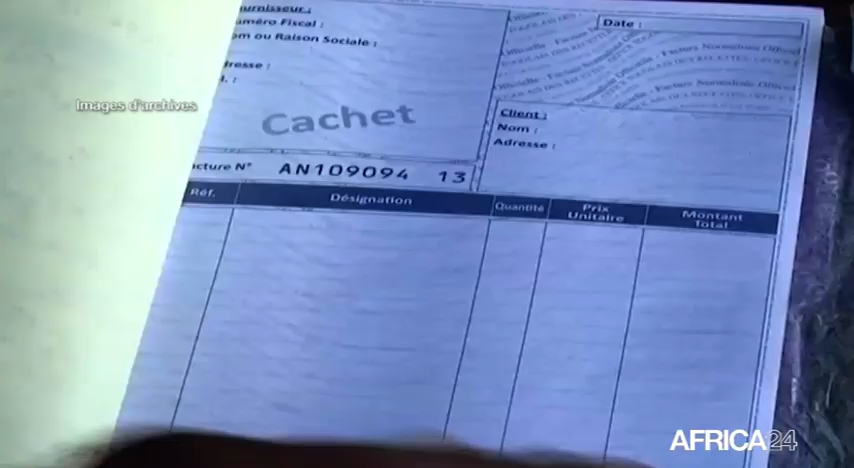 Date :
urnisseur :
uméro Fiscal :
om ou Raison Sociale :
resse :
l. :
Images d'archives
Cachet
Client :
Nom :
Adresse :
cture N° AN109094 13
Réf. Désignation Quantité Prix Unitaire Montant Total
AFRICA24